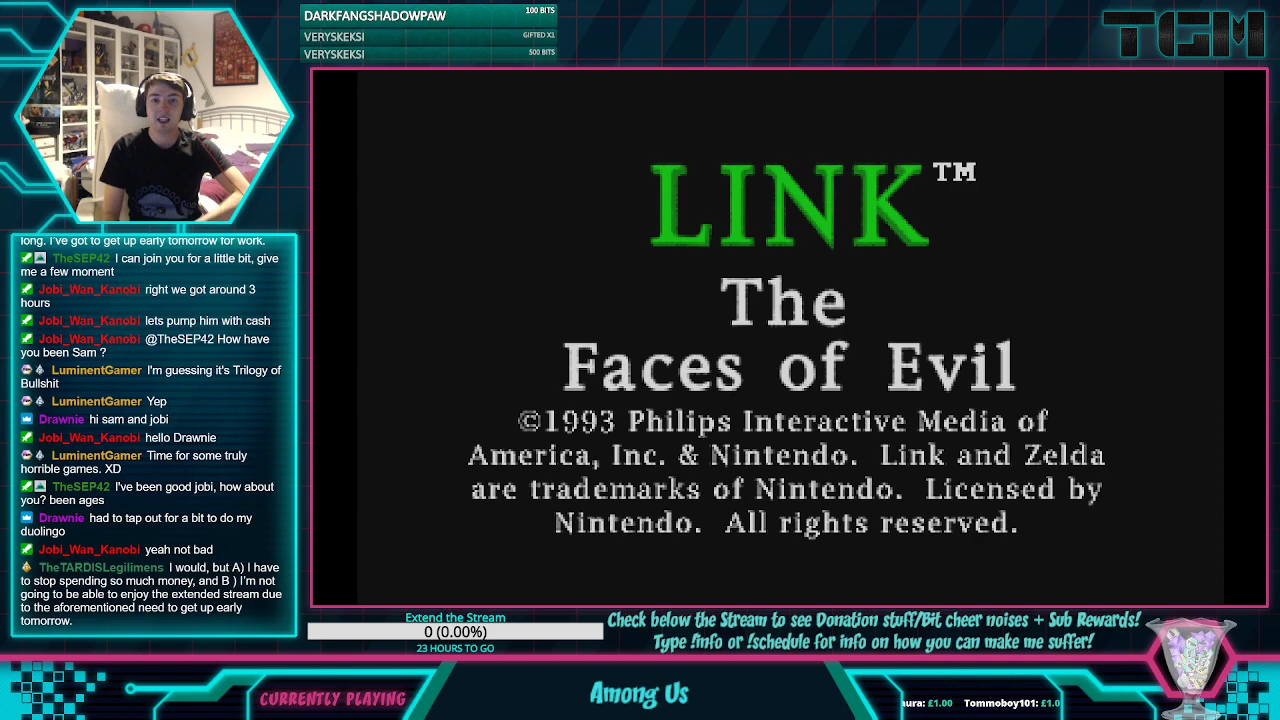 DARKFANGSHADOWPAW 100 BITS
VERYSKEKSI GIFTED X1
VERYSKEKSI 500 BITS
TGM
LINK™
The
Faces of Evil
©1993 Philips Interactive Media of
America, Inc. & Nintendo. Link and Zelda
are trademarks of Nintendo. Licensed by
Nintendo. All rights reserved.
long. I've got to get up early tomorrow for work.
TheSEP42 I can join you for a little bit, give
me a few moment
Jobi_Wan_Kanobi right we got around 3
hours
Jobi_Wan_Kanobi lets pump him with cash
Jobi_Wan_Kanobi @TheSEP42 How have
you been Sam ?
LuminentGamer I'm guessing it's Trilogy of
Bullshit
LuminentGamer Yep
Drawnie hi sam and jobi
Jobi_Wan_Kanobi hello Drawnie
LuminentGamer Time for some truly
horrible games. XD
TheSEP42 I've been good jobi, how about
you? been ages
Drawnie had to tap out for a bit to do my
duolingo
Jobi_Wan_Kanobi yeah not bad
TheTARDISLegilimens I would, but A) I have
to stop spending so much money, and B ) I'm not
going to be able to enjoy the extended stream due
to the aforementioned need to get up early
tomorrow.
Extend the Stream
0 (0.00%)
23 HOURS TO GO
Check below the Stream to see Donation stuff/Bit cheer noises + Sub Rewards!
Type !info or !schedule for info on how you can make me suffer!
CURRENTLY PLAYING
Among Us
aura: £1.00 Tommoboy101: £1.0